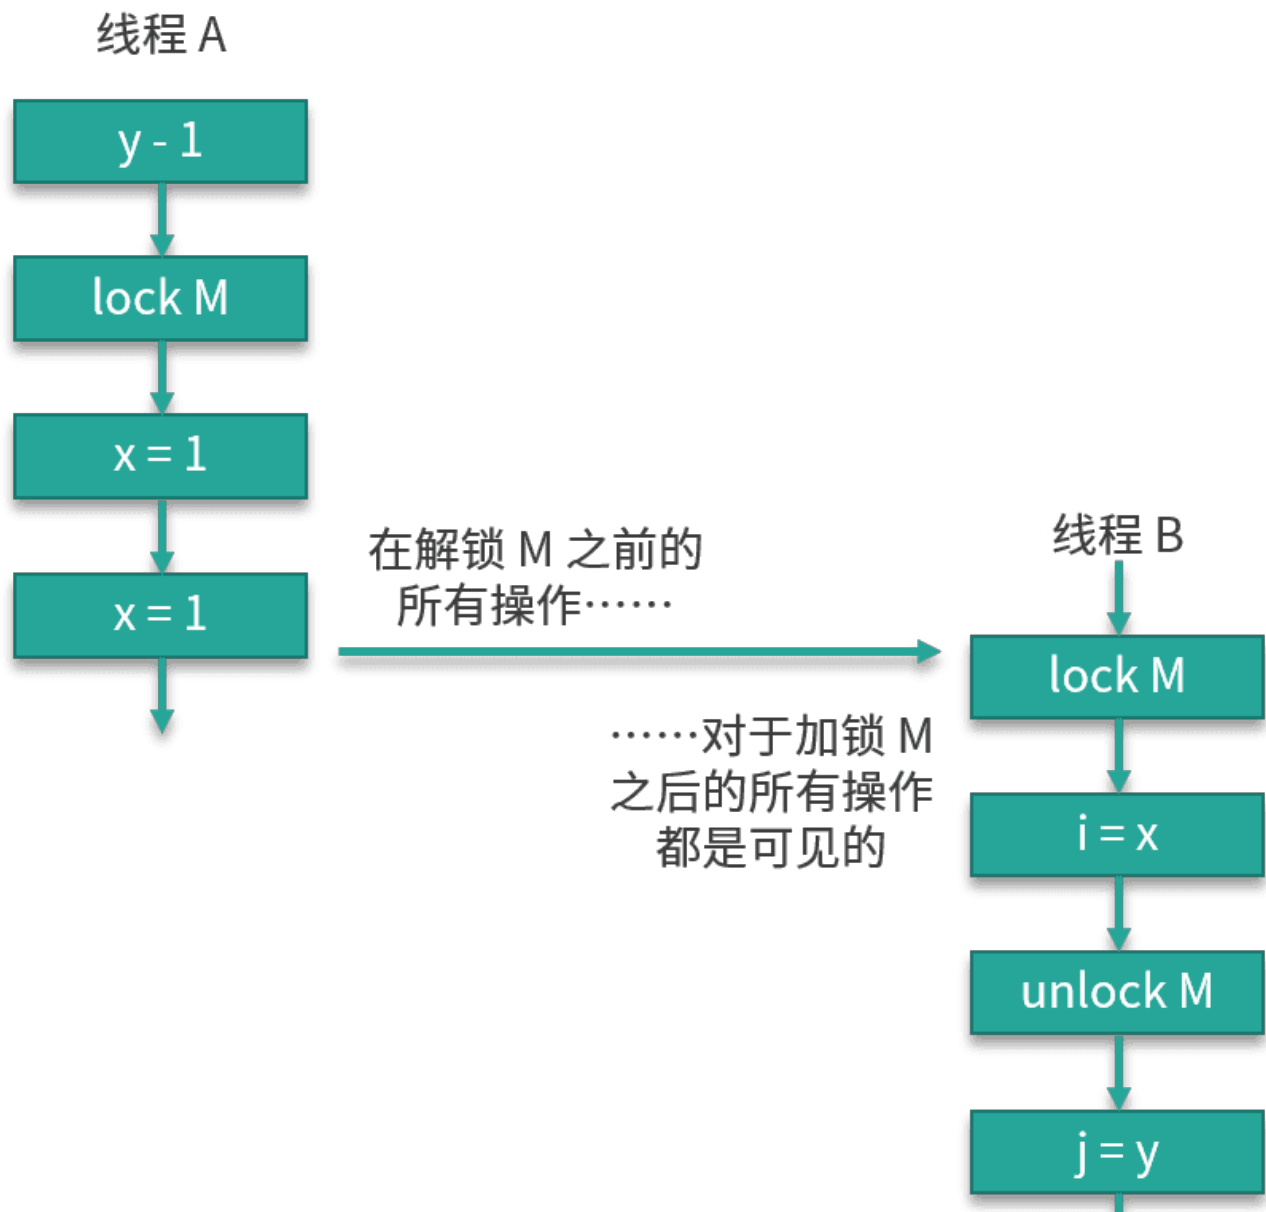 线程 A
y - 1
lock M
x = 1
x = 1
在解锁 M 之前的
所有操作……
……对于加锁 M
之后的所有操作
都是可见的
线程 B
lock M
i = x
unlock M
j = y